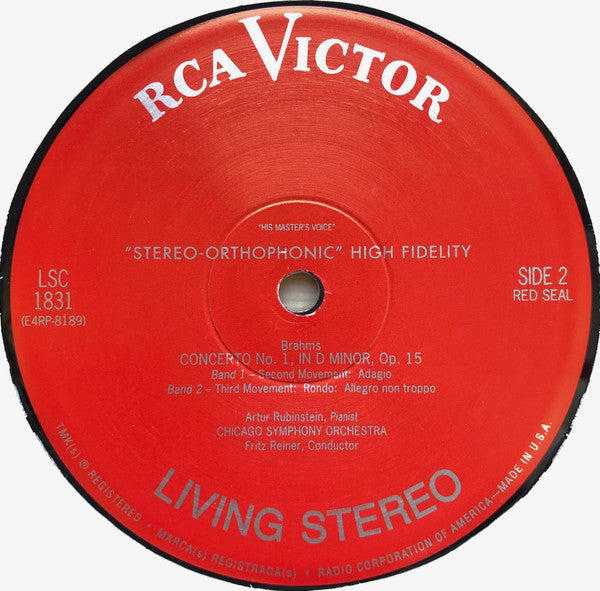 RCA VICTOR
"HIS MASTER'S VOICE"
"STEREO-ORTHOPHONIC" HIGH FIDELITY
LSC
1831
(E4RP-8189)
SIDE 2
RED SEAL
Brahms
CONCERTO No. 1, IN D MINOR, Op. 15
Band 1 – Second Movement: Adagio
Band 2 – Third Movement: Rondo: Allegro non troppo
Artur Rubinstein, Pianist
CHICAGO SYMPHONY ORCHESTRA
Fritz Reiner, Conductor
LIVING STEREO
TMK(s) ® REGISTERED • MARCA(s) REGISTRADA(s) • RADIO CORPORATION OF AMERICA—MADE IN U.S.A.